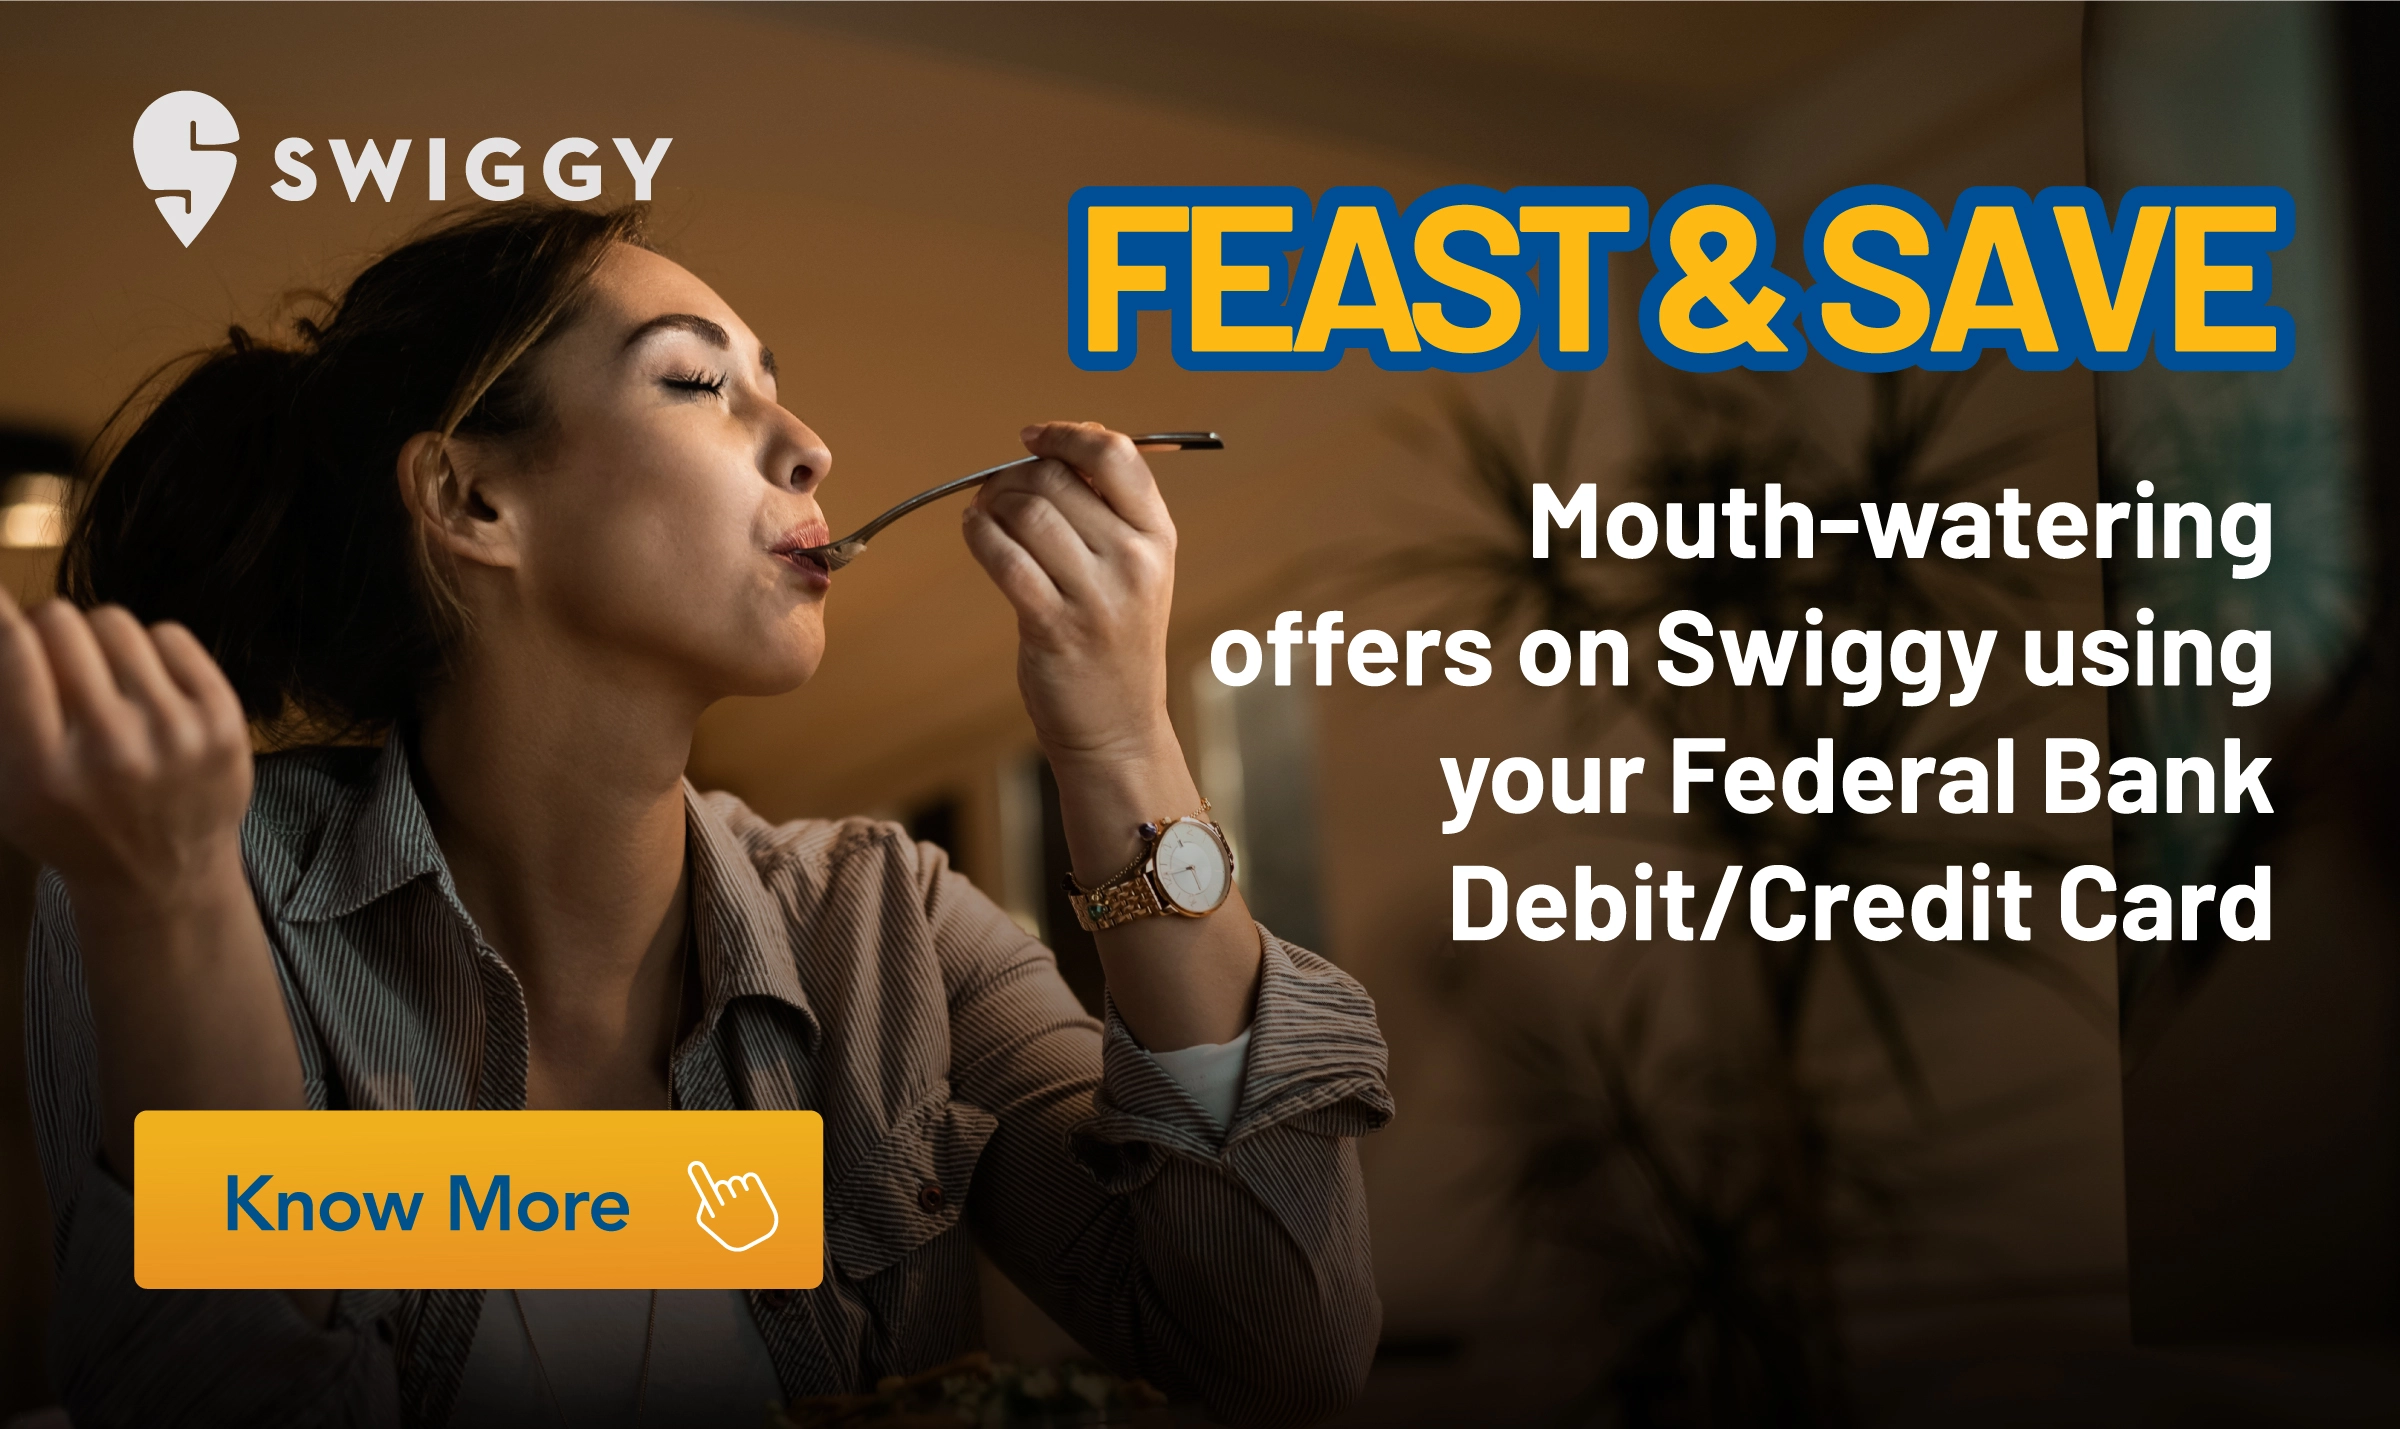 SWIGGY
FEAST & SAVE
Mouth-watering
offers on Swiggy using
your Federal Bank
Debit/Credit Card
Know More